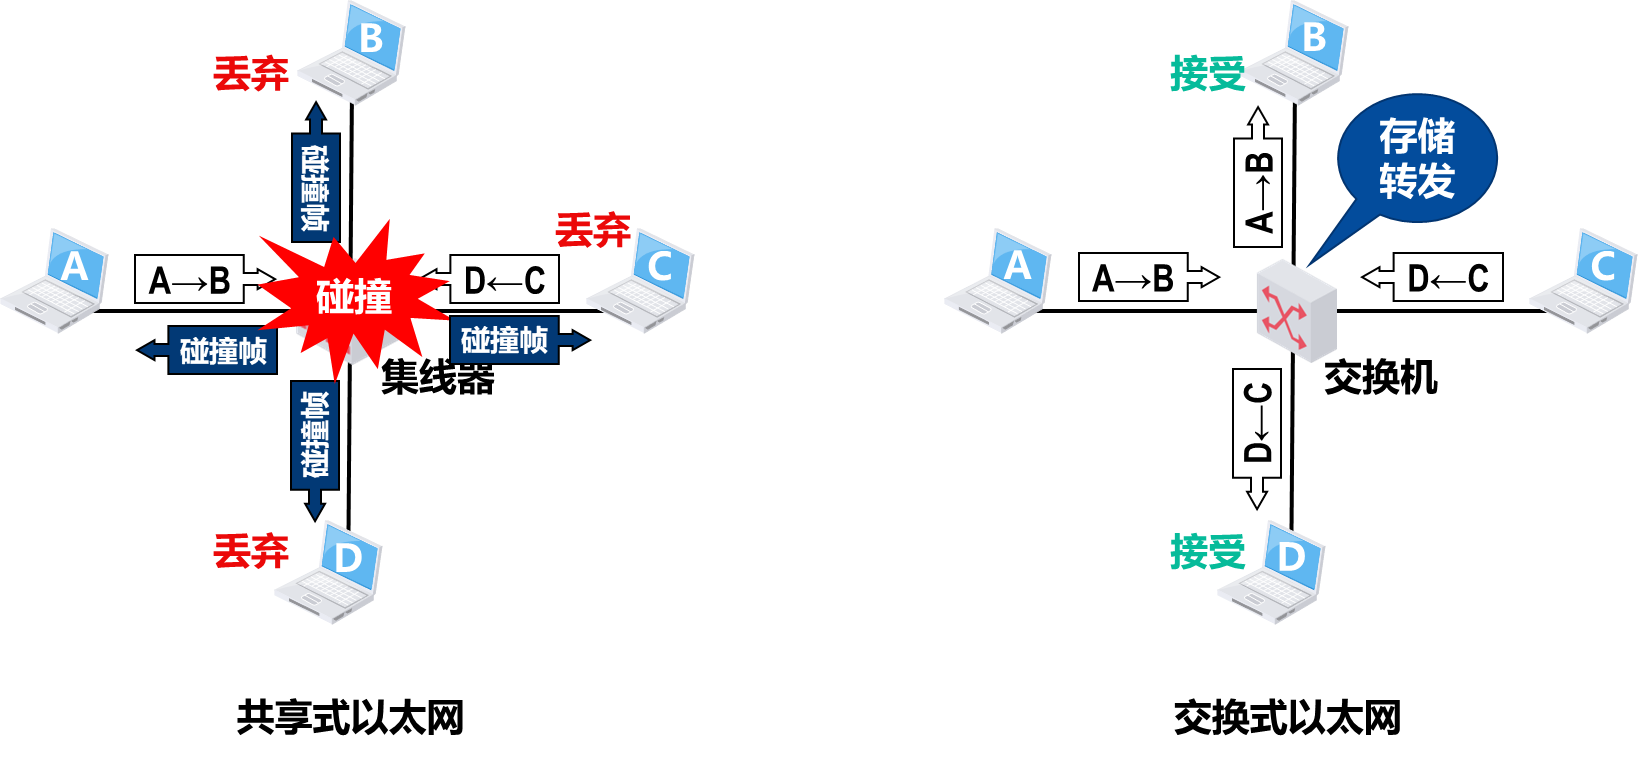 B
丢弃
碰撞帧
丢弃
A
A→B
碰撞
D←C
C
碰撞帧
碰撞帧
集线器
碰撞帧
丢弃
D
共享式以太网
B
接受
存储
转发
A→B
A
A→B
D←C
C
交换机
D←C
接受
D
交换式以太网